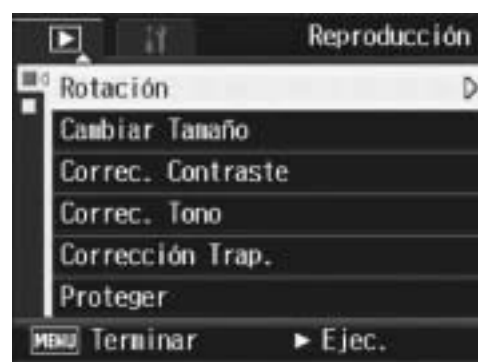 Reproducción
Rotación
Cambiar Tamaño
Correc. Contraste
Correc. Tono
Corrección Trap.
Proteger
MENU Terminar ► Ejec.